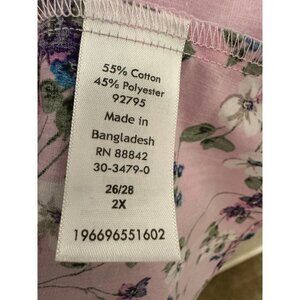 55% Cotton
45% Polyester
92795
Made in
Bangladesh
RN 88842
30-3479-0
26/28
2X
196696551602